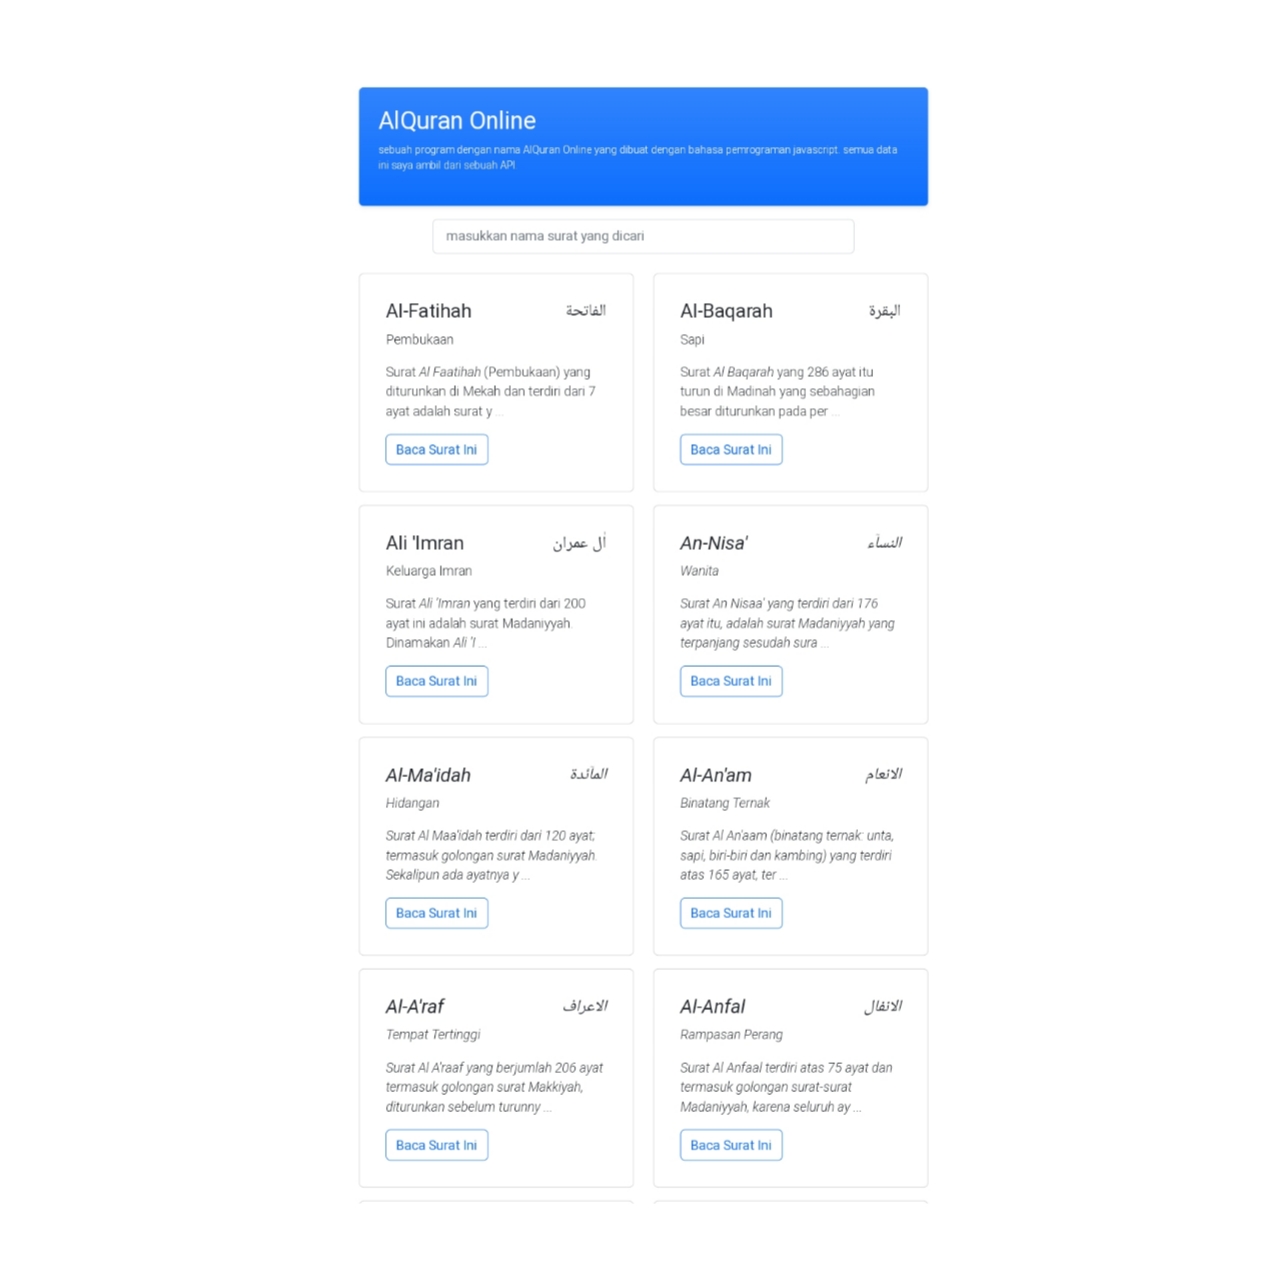 AlQuran Online
sebuah program dengan nama AlQuran Online yang dibuat dengan bahasa pemrograman javascript. semua data
ini saya ambil dari sebuah API
masukkan nama surat yang dicari
Al-Fatihah الفاتحة
Pembukaan
Surat Al Faatihah (Pembukaan) yang
diturunkan di Mekah dan terdiri dari 7
ayat adalah surat y ...
Baca Surat Ini
Al-Baqarah البقرة
Sapi
Surat Al Baqarah yang 286 ayat itu
turun di Madinah yang sebahagian
besar diturunkan pada per ...
Baca Surat Ini
Ali 'Imran اٰل عمران
Keluarga Imran
Surat Ali 'Imran yang terdiri dari 200
ayat ini adalah surat Madaniyyah.
Dinamakan Ali 'I ...
Baca Surat Ini
An-Nisa' النساۤء
Wanita
Surat An Nisaa' yang terdiri dari 176
ayat itu, adalah surat Madaniyyah yang
terpanjang sesudah sura ...
Baca Surat Ini
Al-Ma'idah الماۤئدة
Hidangan
Surat Al Maa'idah terdiri dari 120 ayat;
termasuk golongan surat Madaniyyah.
Sekalipun ada ayatnya y ...
Baca Surat Ini
Al-An'am الانعام
Binatang Ternak
Surat Al An'aam (binatang ternak: unta,
sapi, biri-biri dan kambing) yang terdiri
atas 165 ayat, ter ...
Baca Surat Ini
Al-A'raf الاعراف
Tempat Tertinggi
Surat Al A'raaf yang berjumlah 206 ayat
termasuk golongan surat Makkiyah,
diturunkan sebelum turunny ...
Baca Surat Ini
Al-Anfal الانفال
Rampasan Perang
Surat Al Anfaal terdiri atas 75 ayat dan
termasuk golongan surat-surat
Madaniyyah, karena seluruh ay ...
Baca Surat Ini